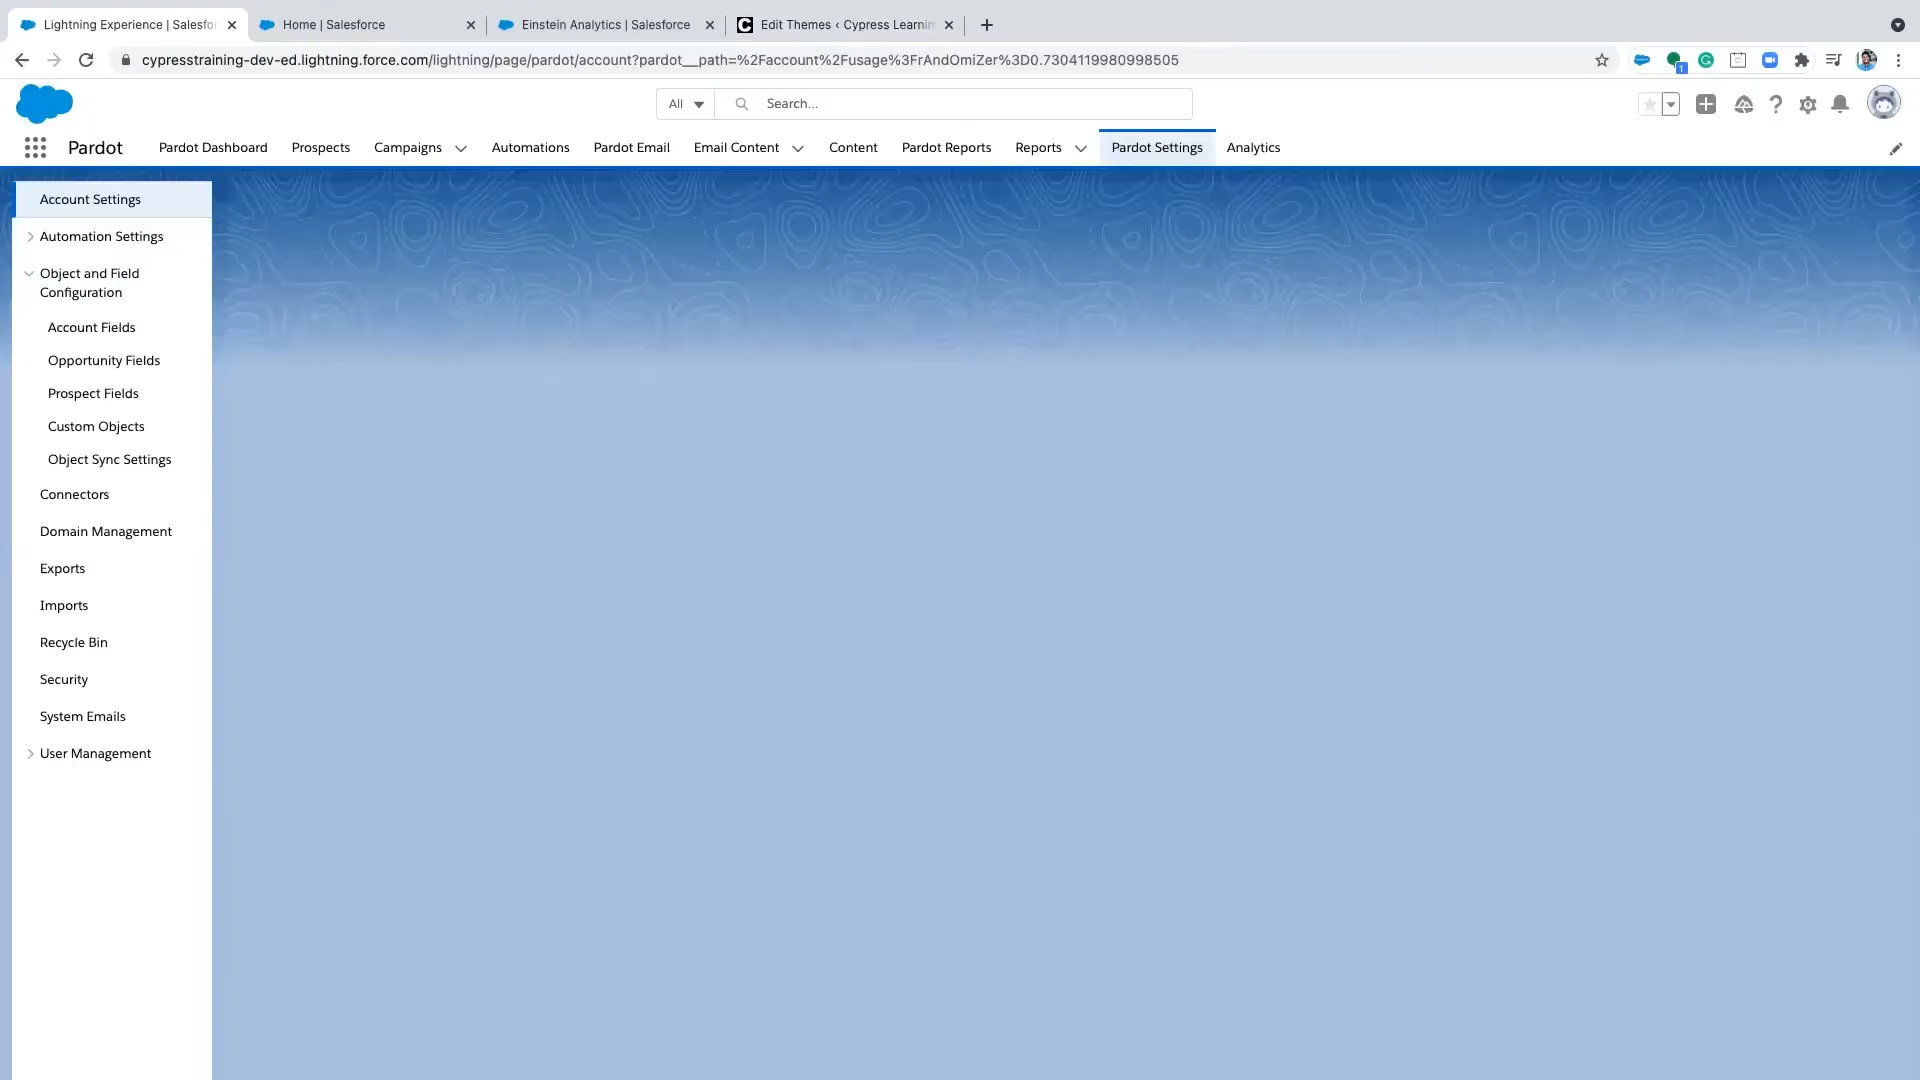 Lightning Experience | Salesfor
Home | Salesforce
Einstein Analytics | Salesforce
Edit Themes ‹ Cypress Learnin
cypresstraining-dev-ed.lightning.force.com/lightning/page/pardot/account?pardot__path=%2Faccount%2Fusage%3FrAndOmiZer%3D0.7304119980998505
1
All
Search...
Pardot
Pardot Dashboard
Prospects
Campaigns
Automations
Pardot Email
Email Content
Content
Pardot Reports
Reports
Pardot Settings
Analytics
Account Settings
Automation Settings
Object and Field
Configuration
Account Fields
Opportunity Fields
Prospect Fields
Custom Objects
Object Sync Settings
Connectors
Domain Management
Exports
Imports
Recycle Bin
Security
System Emails
User Management